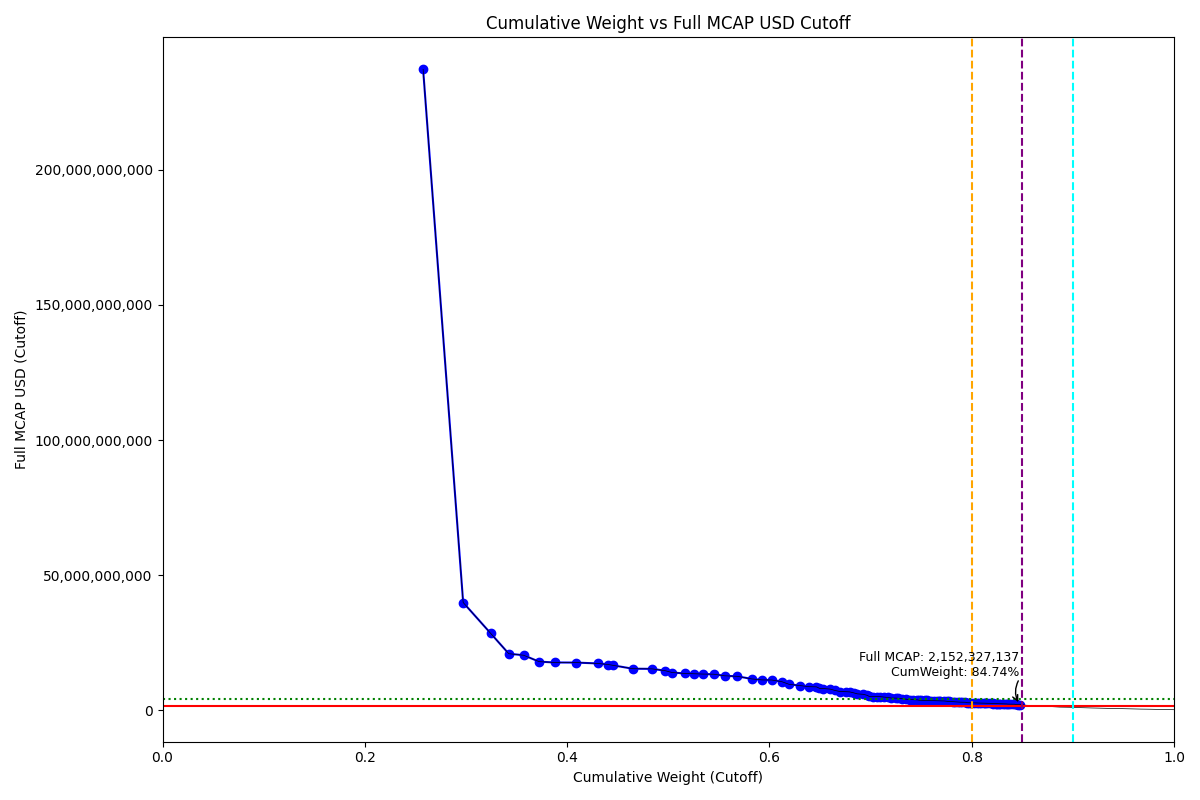 Cumulative Weight vs Full MCAP USD Cutoff
Full MCAP USD (Cutoff)
200,000,000,000
150,000,000,000
100,000,000,000
50,000,000,000
0
Full MCAP: 2,152,327,137
CumWeight: 84.74%
0.0 0.2 0.4 0.6 0.8 1.0
Cumulative Weight (Cutoff)